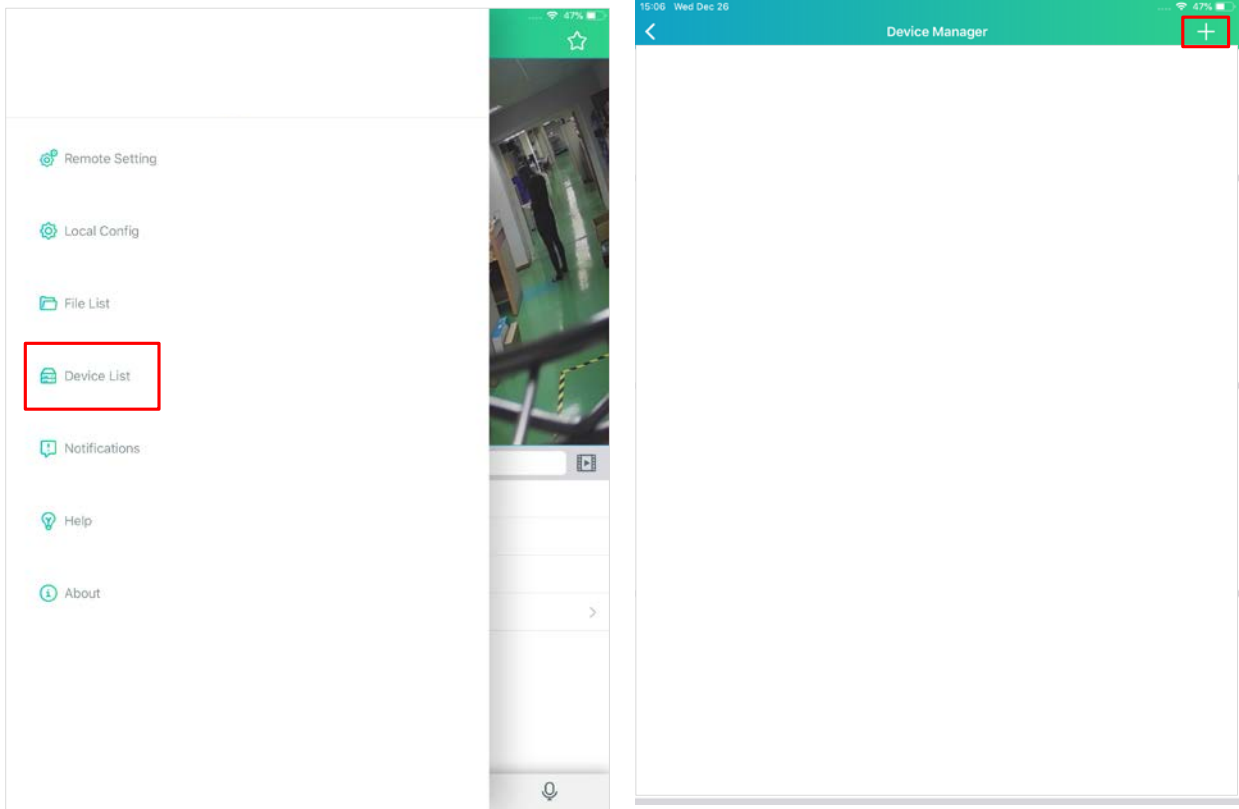 47%
Remote Setting
Local Config
File List
Device List
Notifications
Help
About
15:06 Wed Dec 26
47%
Device Manager